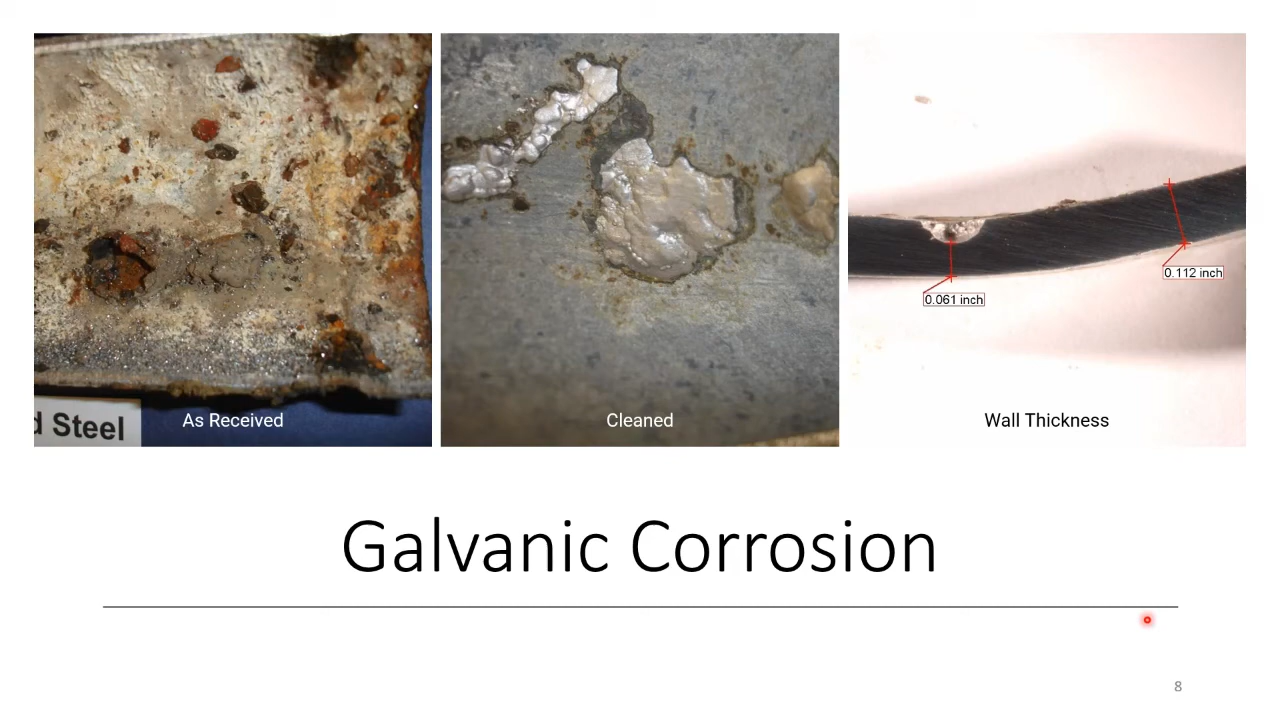 d Steel
As Received
Cleaned
0.061 inch
0.112 inch
Wall Thickness
Galvanic Corrosion
8